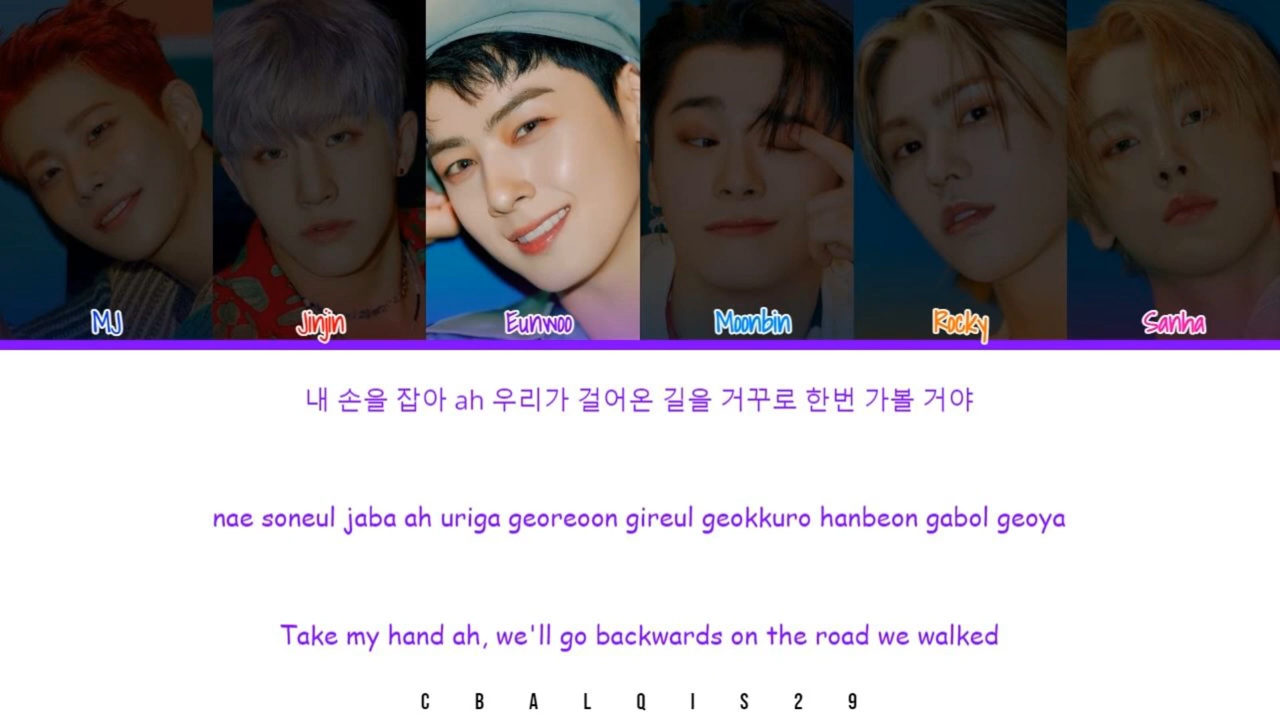 MJ Jinjin Eunwoo Moonbin Rocky Sanha
내 손을 잡아 ah 우리가 걸어온 길을 거꾸로 한번 가볼 거야
nae soneul jaba ah uriga georeoon gireul geokkuro hanbeon gabol geoya
Take my hand ah, we'll go backwards on the road we walked
CBALQIS29